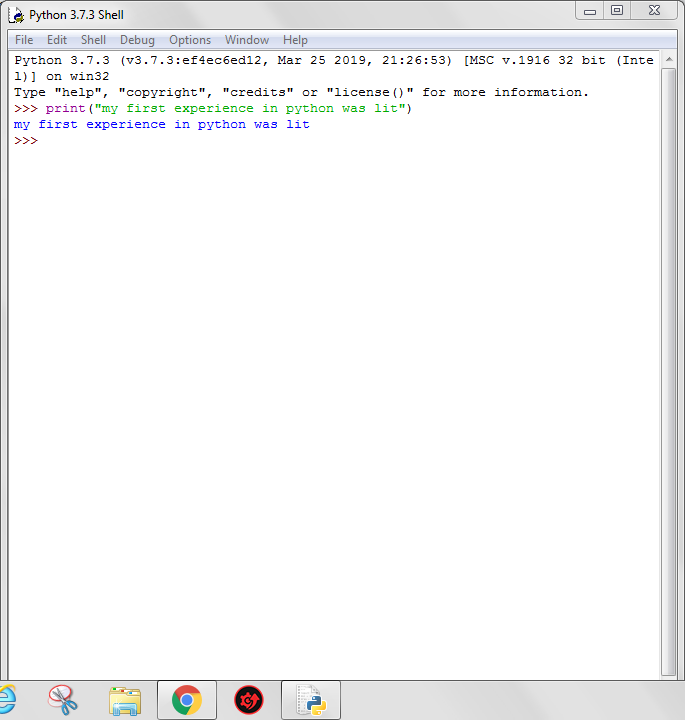 Python 3.7.3 Shell
File Edit Shell Debug Options Window Help
Python 3.7.3 (v3.7.3:ef4ec6ed12, Mar 25 2019, 21:26:53) [MSC v.1916 32 bit (Inte
l)] on win32
Type "help", "copyright", "credits" or "license()" for more information.
>>> print("my first experience in python was lit")
my first experience in python was lit
>>>